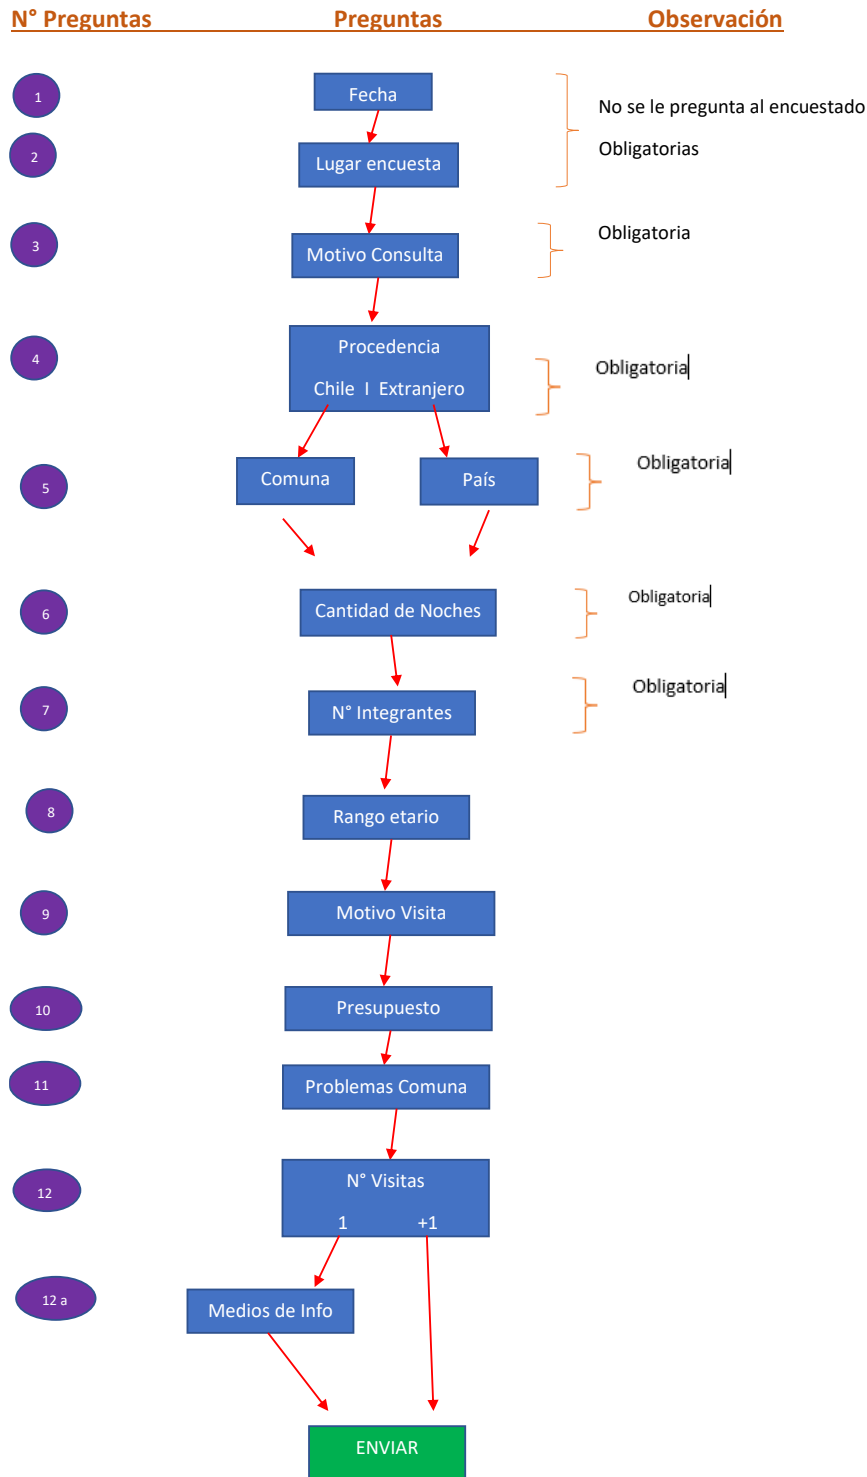 N° Preguntas Preguntas Observación
1 Fecha
No se le pregunta al encuestado
2 Lugar encuesta Obligatorias
3 Motivo Consulta Obligatoria
4 Procedencia
Chile I Extranjero Obligatoria
5 Comuna País Obligatoria
6 Cantidad de Noches Obligatoria
7 N° Integrantes Obligatoria
8 Rango etario
9 Motivo Visita
10 Presupuesto
11 Problemas Comuna
12 N° Visitas
1 +1
12 a Medios de Info
ENVIAR